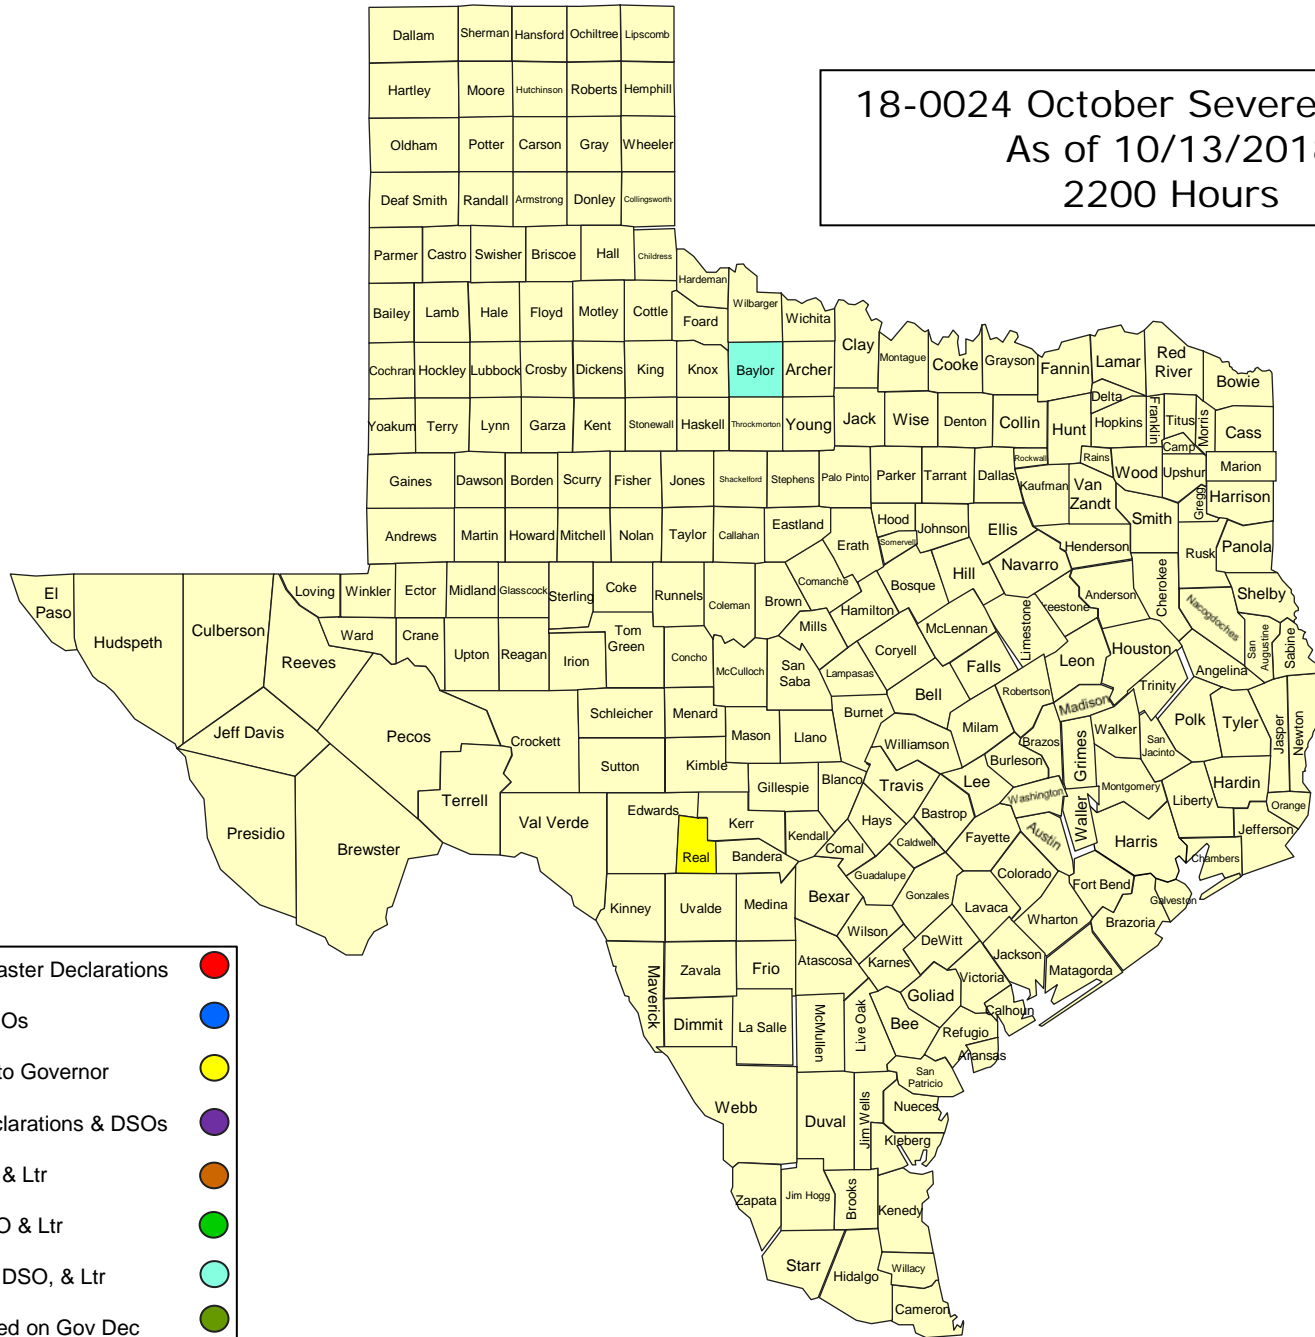 Dallam Sherman Hansford Ochiltree Lipscomb
Hartley Moore Hutchinson Roberts Hemphill
18-0024 October Severe
As of 10/13/201
2200 Hours
Oldham Potter Carson Gray Wheeler
Deaf Smith Randall Armstrong Donley Collingsworth
Parmer Castro Swisher Briscoe Hall Childress
Hardeman
Wilbarger
Bailey Lamb Hale Floyd Motley Cottle Foard Wichita
Clay Montague Cooke Grayson Fannin Lamar Red River Bowie
Cochran Hockley Lubbock Crosby Dickens King Knox Baylor Archer
Delta
Yoakum Terry Lynn Garza Kent Stonewall Haskell Throckmorton Young Jack Wise Denton Collin Hunt Hopkins Franklin Titus Morris Cass
Camp
Rockwall Rains
Gaines Dawson Borden Scurry Fisher Jones Shackelford Stephens Palo Pinto Parker Tarrant Dallas Kaufman Van Zandt Wood Upshur Marion
Gregg Harrison
Andrews Martin Howard Mitchell Nolan Taylor Callahan Eastland Erath Hood Somervell Johnson Ellis Henderson Smith Rusk Panola
El Paso Hudspeth Culberson Loving Winkler Ector Midland Glasscock Sterling Coke Runnels Coleman Brown Comanche Hamilton Bosque Hill Navarro Anderson Cherokee Shelby
Limestone reestone Nacogdoches
Reeves Ward Crane Upton Reagan Irion Tom Green Concho McCulloch San Saba Mills Lampasas Coryell McLennan Falls Leon Houston Angelina San Augustine Sabine
Trinity
Jeff Davis Pecos Crockett Schleicher Menard Mason Llano Burnet Bell Milam Robertson Madison Walker San Jacinto Polk Tyler Jasper Newton
Brazos Grimes
Terrell Sutton Kimble Gillespie Blanco Williamson Travis Lee Burleson Washington Montgomery Liberty Hardin Orange
Presidio Brewster Val Verde Edwards Kerr Kendall Hays Bastrop Caldwell Fayette Austin Waller Harris Jefferson Chambers
Real Bandera Comal Guadalupe Gonzales Colorado Fort Bend Galveston
Kinney Uvalde Medina Bexar Wilson Lavaca Wharton Brazoria
Maverick Zavala Frio Atascosa Karnes DeWitt Jackson Matagorda
Victoria Goliad Calhoun
Dimmit La Salle McMullen Live Oak Bee Refugio Aransas
San Patricio
Webb Duval Jim Wells Nueces Kleberg
Zapata Jim Hogg Brooks Kenedy
Starr Hidalgo Willacy
Cameron
aster Declarations
Os
to Governor
clarations & DSOs
& Ltr
O & Ltr
DSO, & Ltr
ed on Gov Dec